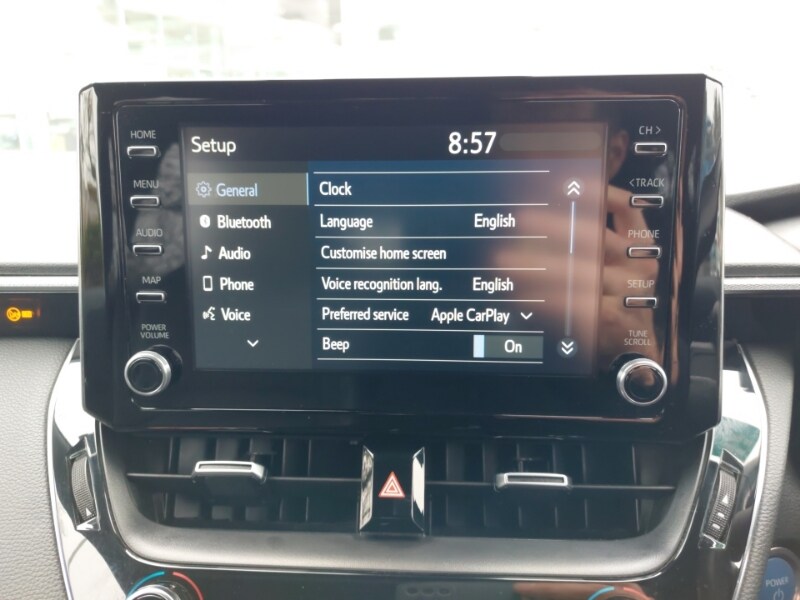 HOME
MENU
AUDIO
MAP
POWER
VOLUME
Setup 8:57
General
Bluetooth
Audio
Phone
Voice
Clock
Language English
Customise home screen
Voice recognition lang. English
Preferred service Apple CarPlay
Beep On
CH >
< TRACK
PHONE
SETUP
TUNE
SCROLL
POWER